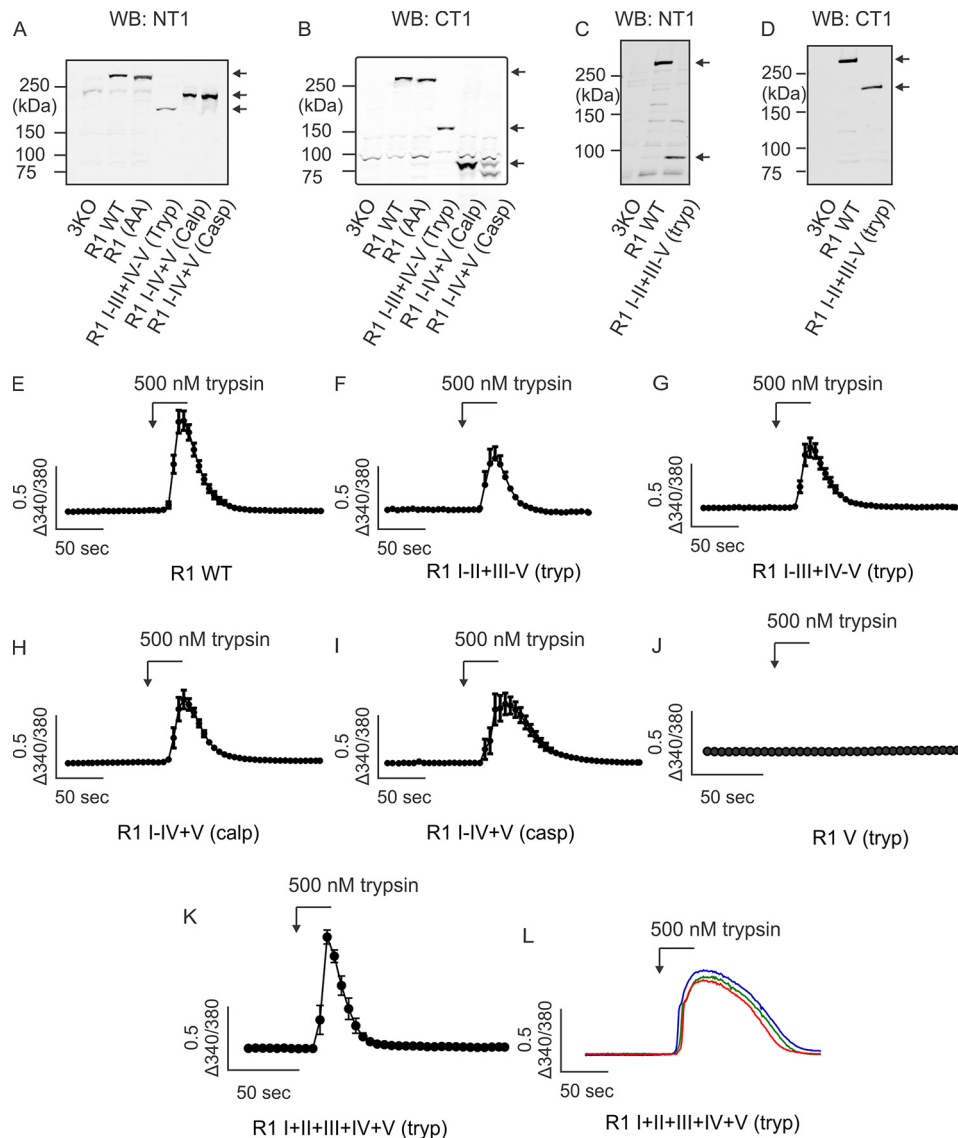 A
WB: NT1
250
(kDa)
150
100
75
3KO
R1 WT
R1 (AA)
R1 I-III+IV-V (Tryp)
R1 I-IV+V (Calp)
R1 I-IV+V (Casp)
B
WB: CT1
250
(kDa)
150
100
75
3KO
R1 WT
R1 (AA)
R1 I-III+IV-V (Tryp)
R1 I-IV+V (Calp)
R1 I-IV+V (Casp)
C
WB: NT1
250
(kDa)
100
3KO
R1 WT
R1 I-II+III-V (tryp)
D
WB: CT1
250
(kDa)
150
100
75
3KO
R1 WT
R1 I-II+III-V (tryp)
E
500 nM trypsin
0.5
Δ340/380
50 sec
R1 WT
F
500 nM trypsin
0.5
Δ340/380
50 sec
R1 I-II+III-V (tryp)
G
500 nM trypsin
0.5
Δ340/380
50 sec
R1 I-III+IV-V (tryp)
H
500 nM trypsin
0.5
Δ340/380
50 sec
R1 I-IV+V (calp)
I
500 nM trypsin
0.5
Δ340/380
50 sec
R1 I-IV+V (casp)
J
500 nM trypsin
0.5
Δ340/380
50 sec
R1 V (tryp)
K
500 nM trypsin
0.5
Δ340/380
50 sec
R1 I+II+III+IV+V (tryp)
L
500 nM trypsin
0.5
Δ340/380
50 sec
R1 I+II+III+IV+V (tryp)